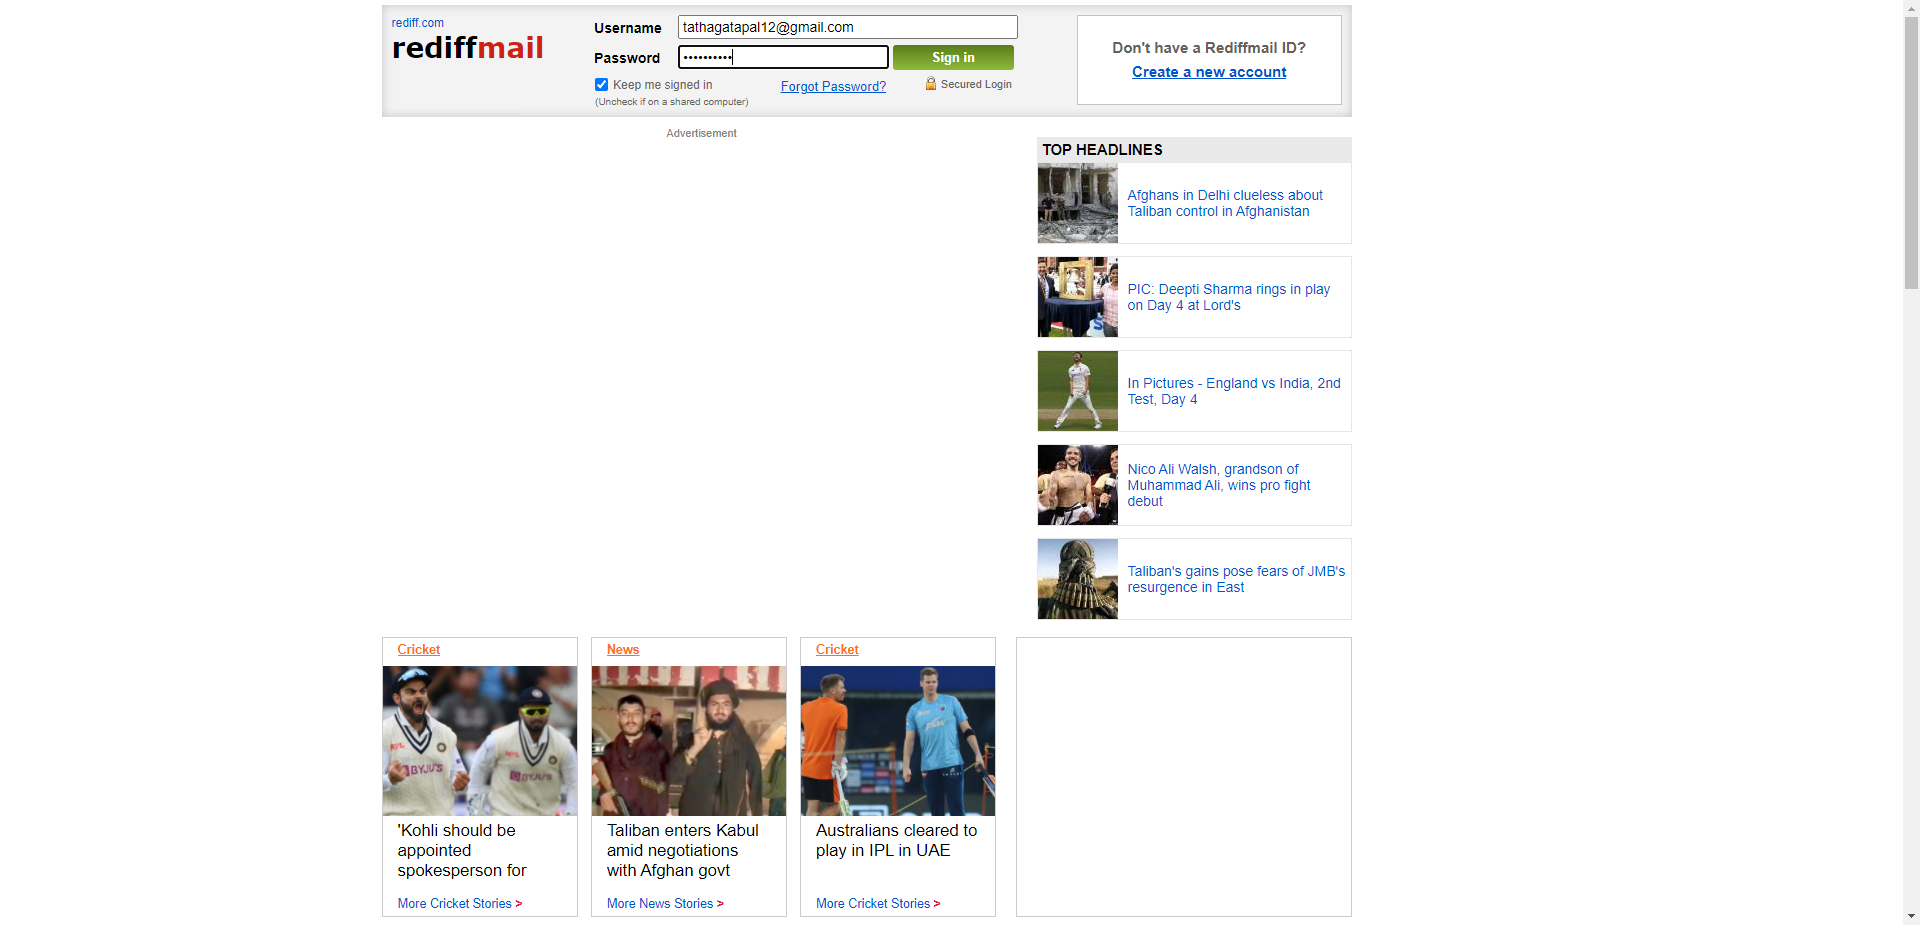 rediff.com
rediffmail
Username
tathagatapal12@gmail.com
Password
••••••••••
Sign in
Keep me signed in
(Uncheck if on a shared computer)
Forgot Password?
Secured Login
Don't have a Rediffmail ID?
Create a new account
Advertisement
TOP HEADLINES
Afghans in Delhi clueless about
Taliban control in Afghanistan
PIC: Deepti Sharma rings in play
on Day 4 at Lord's
In Pictures - England vs India, 2nd
Test, Day 4
Nico Ali Walsh, grandson of
Muhammad Ali, wins pro fight
debut
Taliban's gains pose fears of JMB's
resurgence in East
Cricket
BYJU'S
BYJU'S
'Kohli should be
appointed
spokesperson for
More Cricket Stories >
News
Taliban enters Kabul
amid negotiations
with Afghan govt
More News Stories >
Cricket
Australians cleared to
play in IPL in UAE
More Cricket Stories >